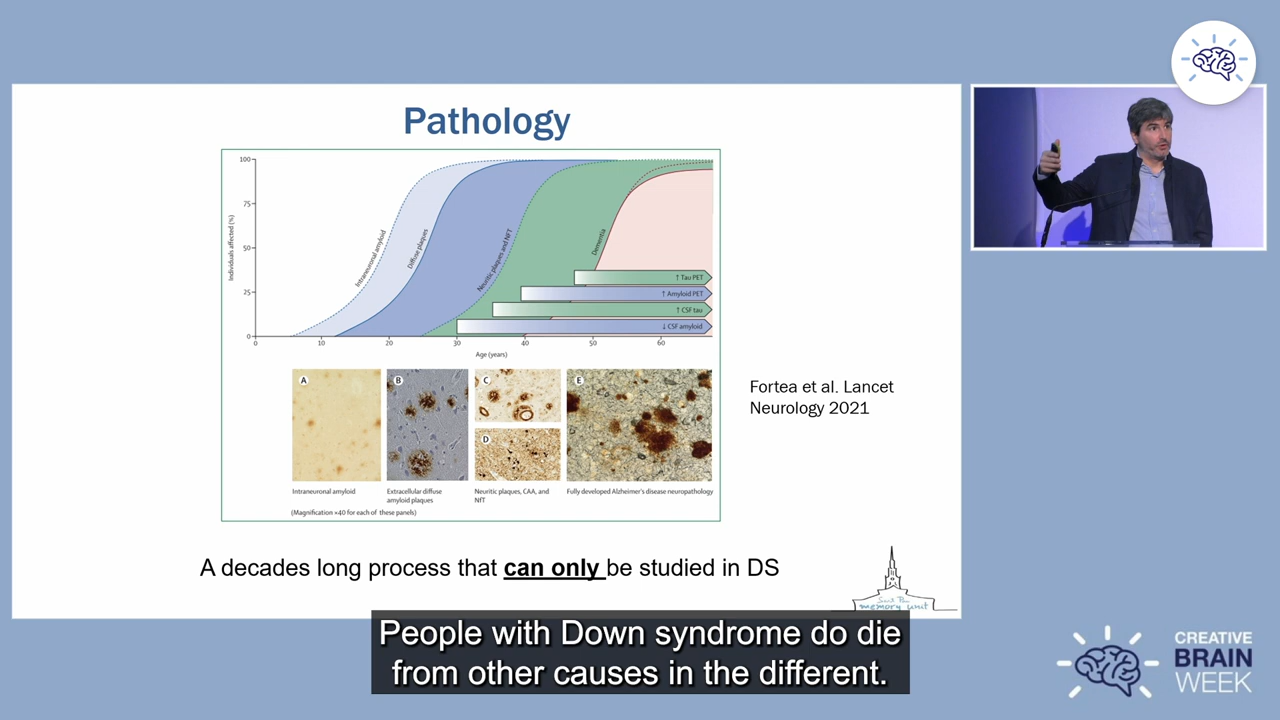 Pathology
100
75
50
25
0
Individuals affected (%)
Intraneuronal amyloid
Diffuse plaques
Neuritic plaques and NFT
Dementia
↑ Tau PET
↑ Amyloid PET
↑ CSF tau
↓ CSF amyloid
0 10 20 30 40 50 60
Age (years)
A
B
C
D
E
Intraneuronal amyloid
Extracellular diffuse
amyloid plaques
Neuritic plaques, CAA, and
NfT
Fully developed Alzheimer's disease neuropathology
(Magnification ×40 for each of these panels)
Fortea et al. Lancet
Neurology 2021
A decades long process that can only be studied in DS
Sant Pau
memory unit
People with Down syndrome do die
from other causes in the different.
CREATIVE
BRAIN
WEEK